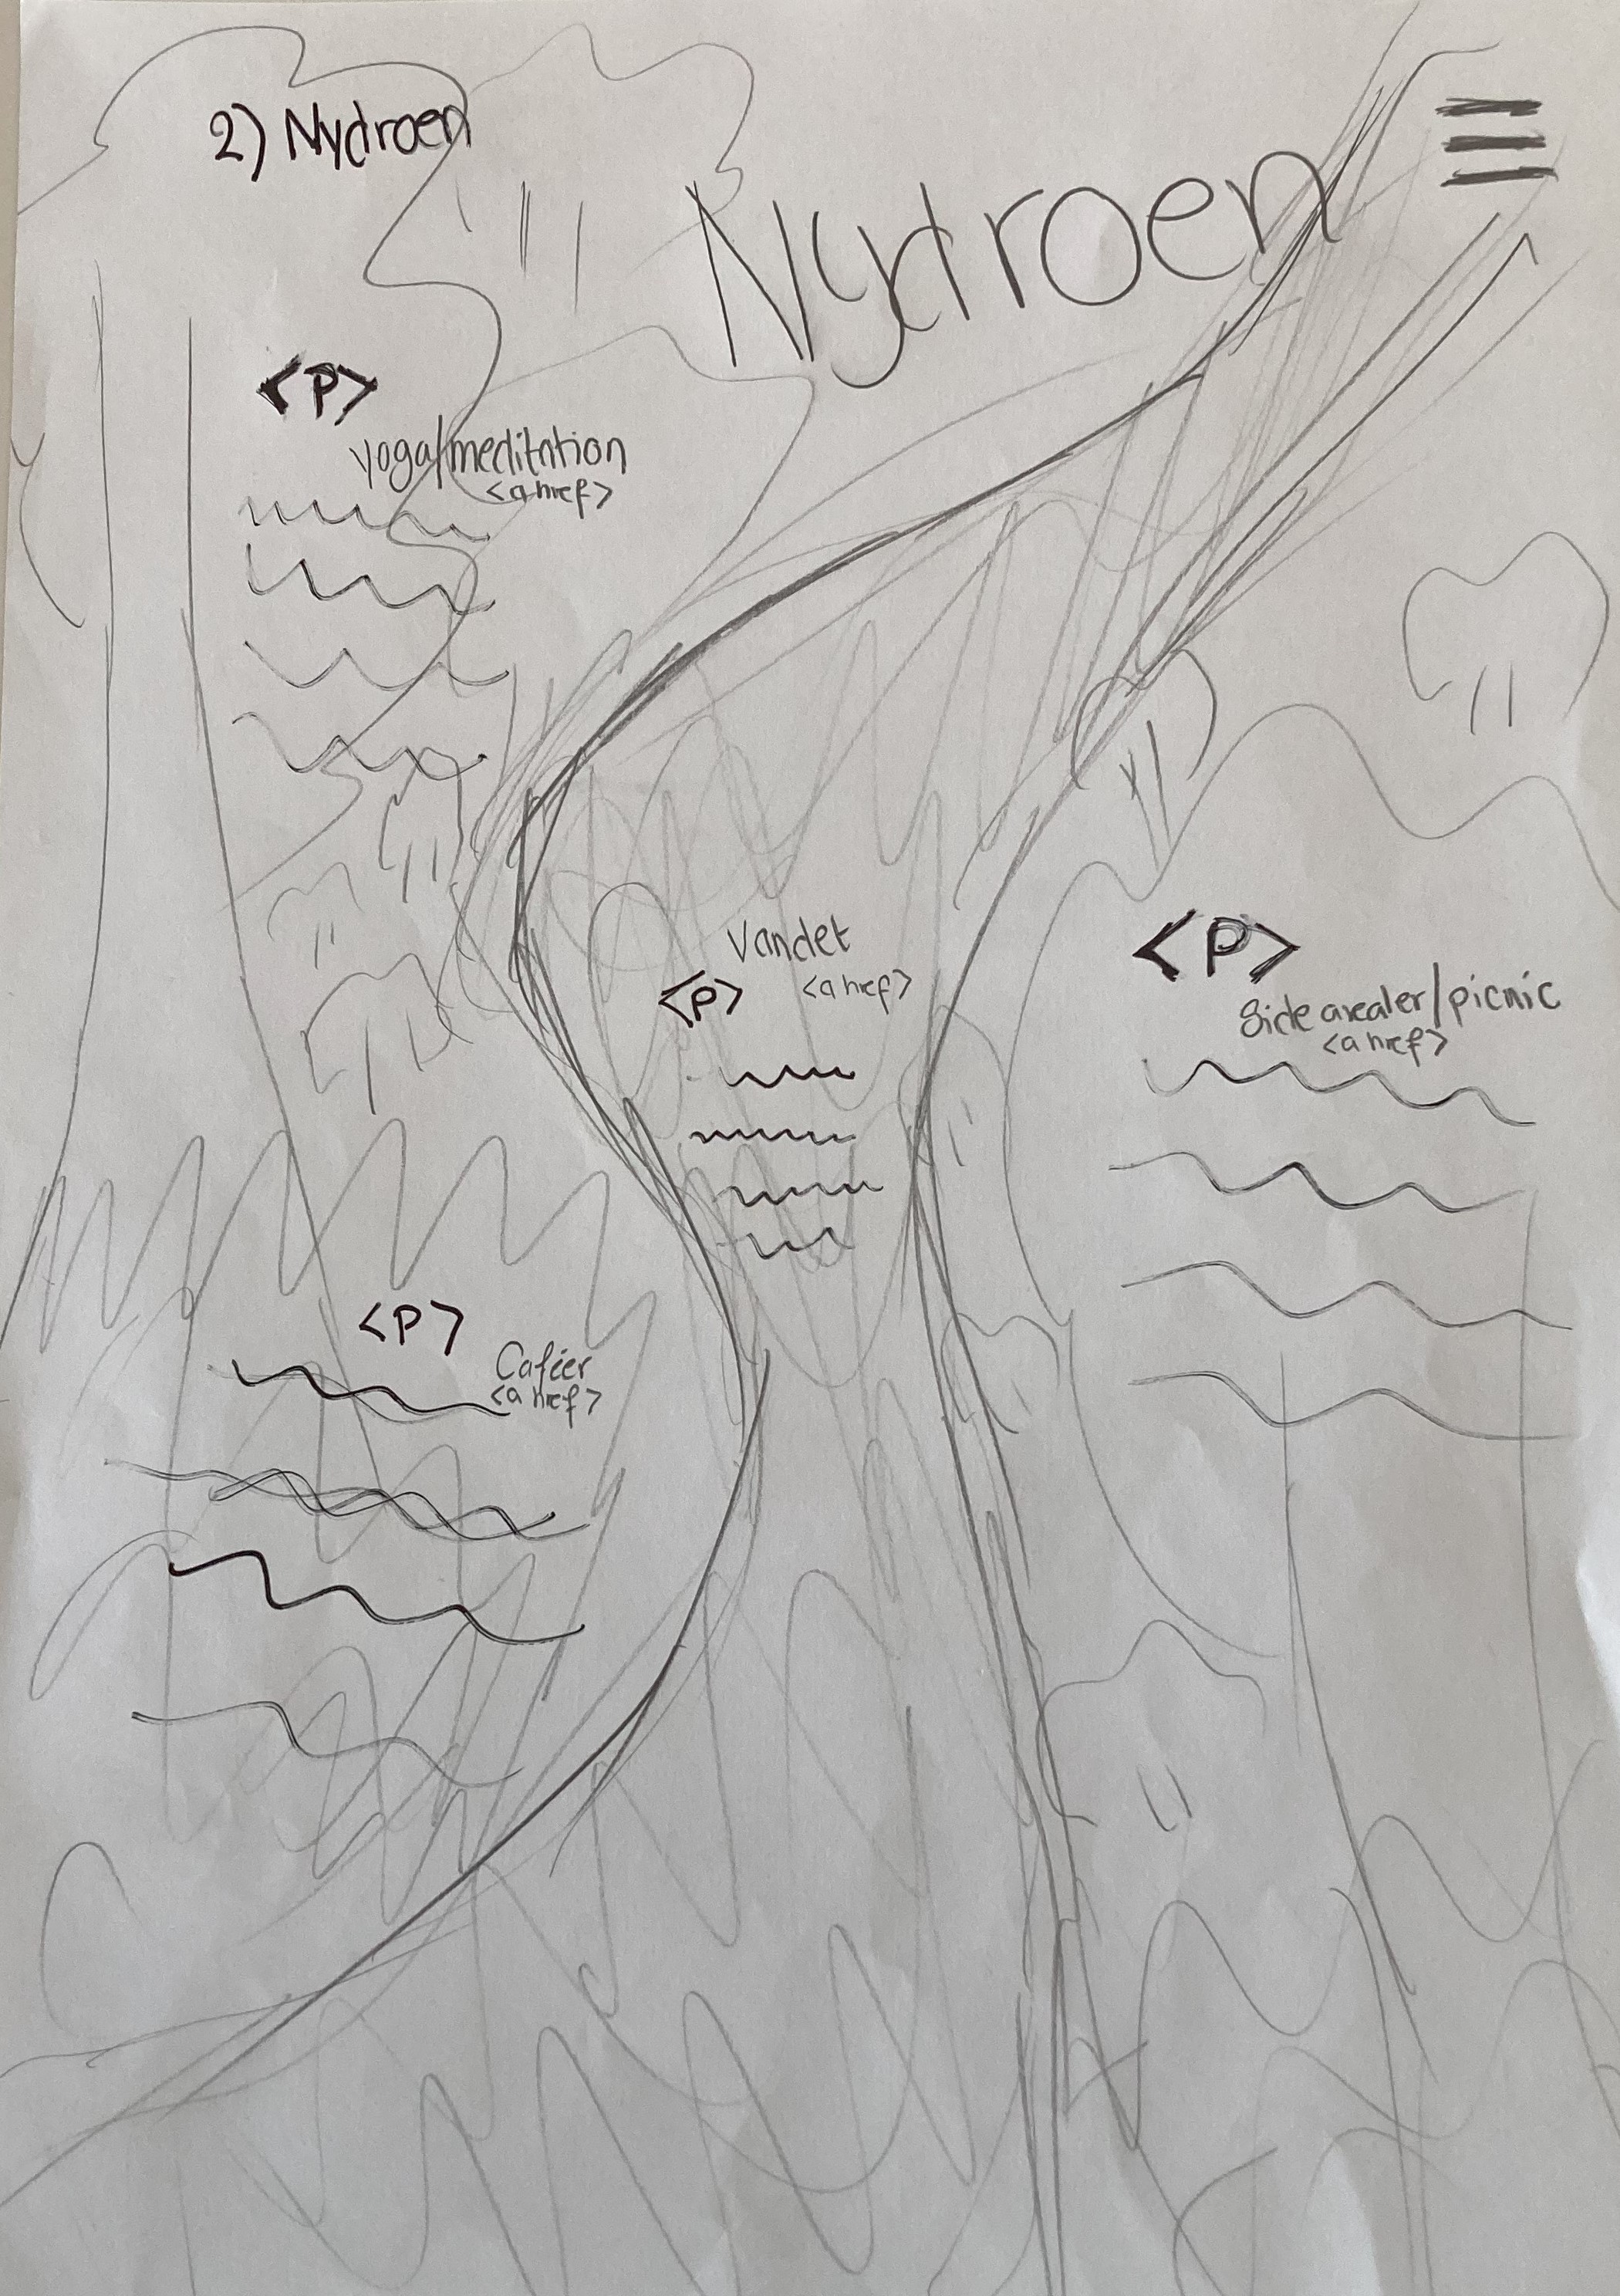 2) Nydroen
Nydroen
<P>
yoga/meditation
<a href>
Vandet
<P> <a href>
<P>
Side arealer/picnic
<a href>
<P>
Caféer
<a href>